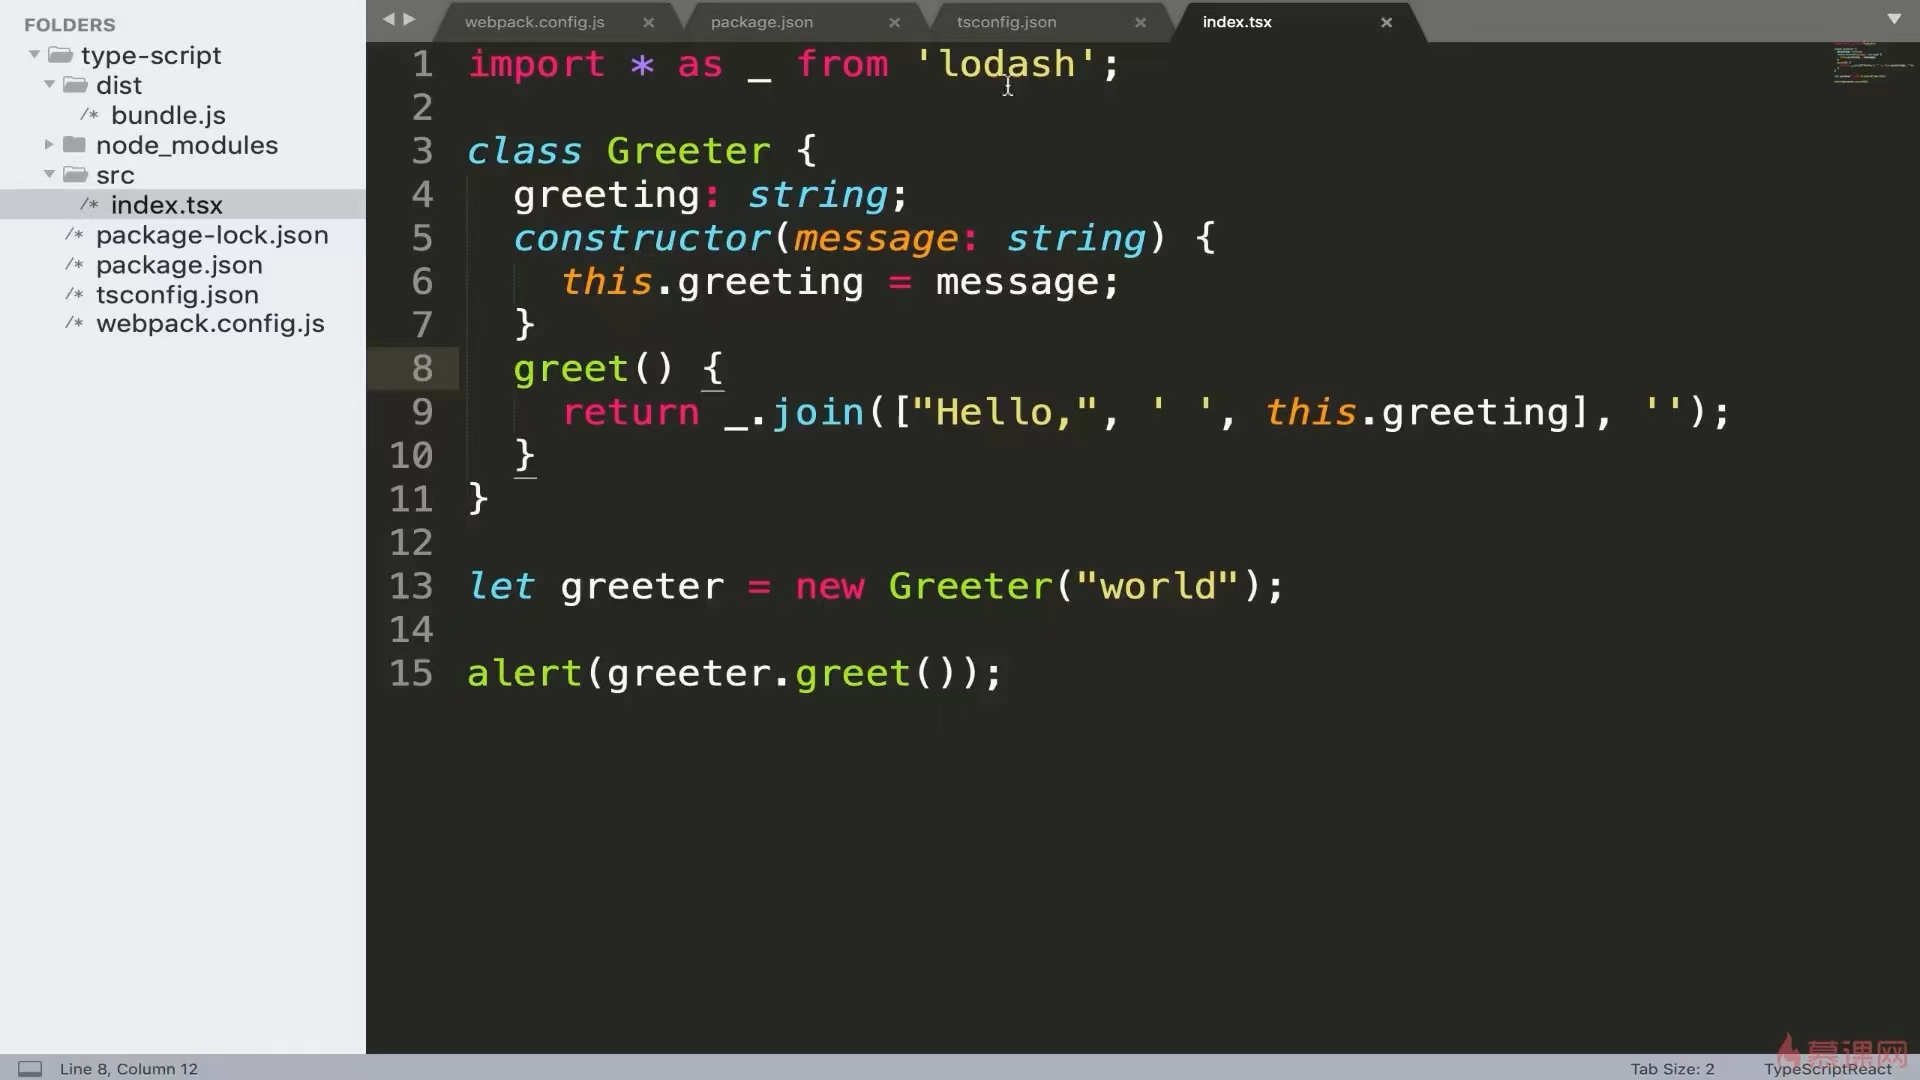 FOLDERS
type-script
dist
/* bundle.js
node_modules
src
/* index.tsx
/* package-lock.json
/* package.json
/* tsconfig.json
/* webpack.config.js
webpack.config.js × package.json × tsconfig.json × index.tsx ×
1 import * as _ from 'lodash';
2
3 class Greeter {
4 greeting: string;
5 constructor(message: string) {
6 this.greeting = message;
7 }
8 greet() {
9 return _.join(["Hello,", ' ', this.greeting], '');
10 }
11 }
12
13 let greeter = new Greeter("world");
14
15 alert(greeter.greet());
慕课网
Line 8, Column 12
Tab Size: 2
TypeScriptReact